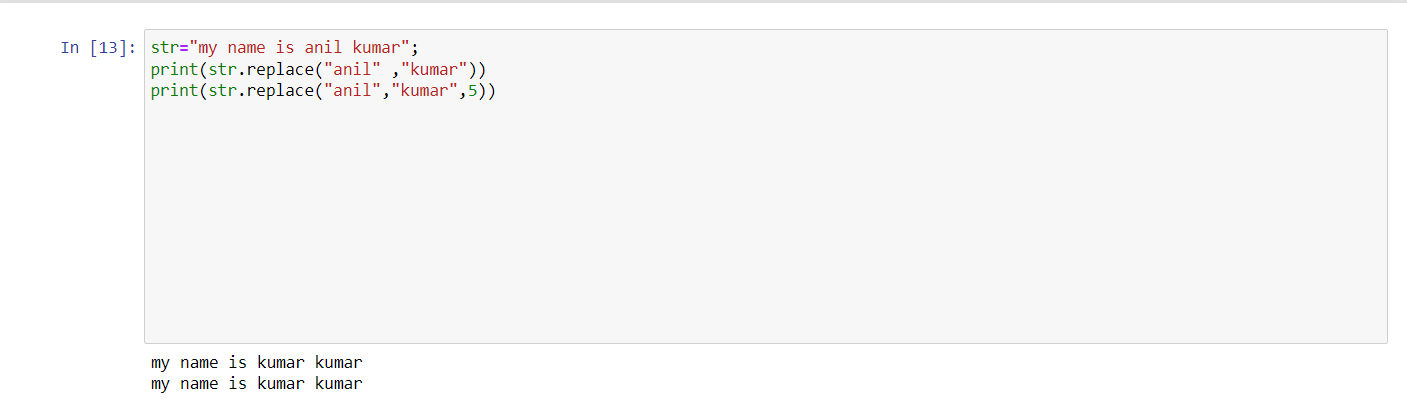 In [13]: str="my name is anil kumar";
print(str.replace("anil" ,"kumar"))
print(str.replace("anil","kumar",5))
my name is kumar kumar
my name is kumar kumar